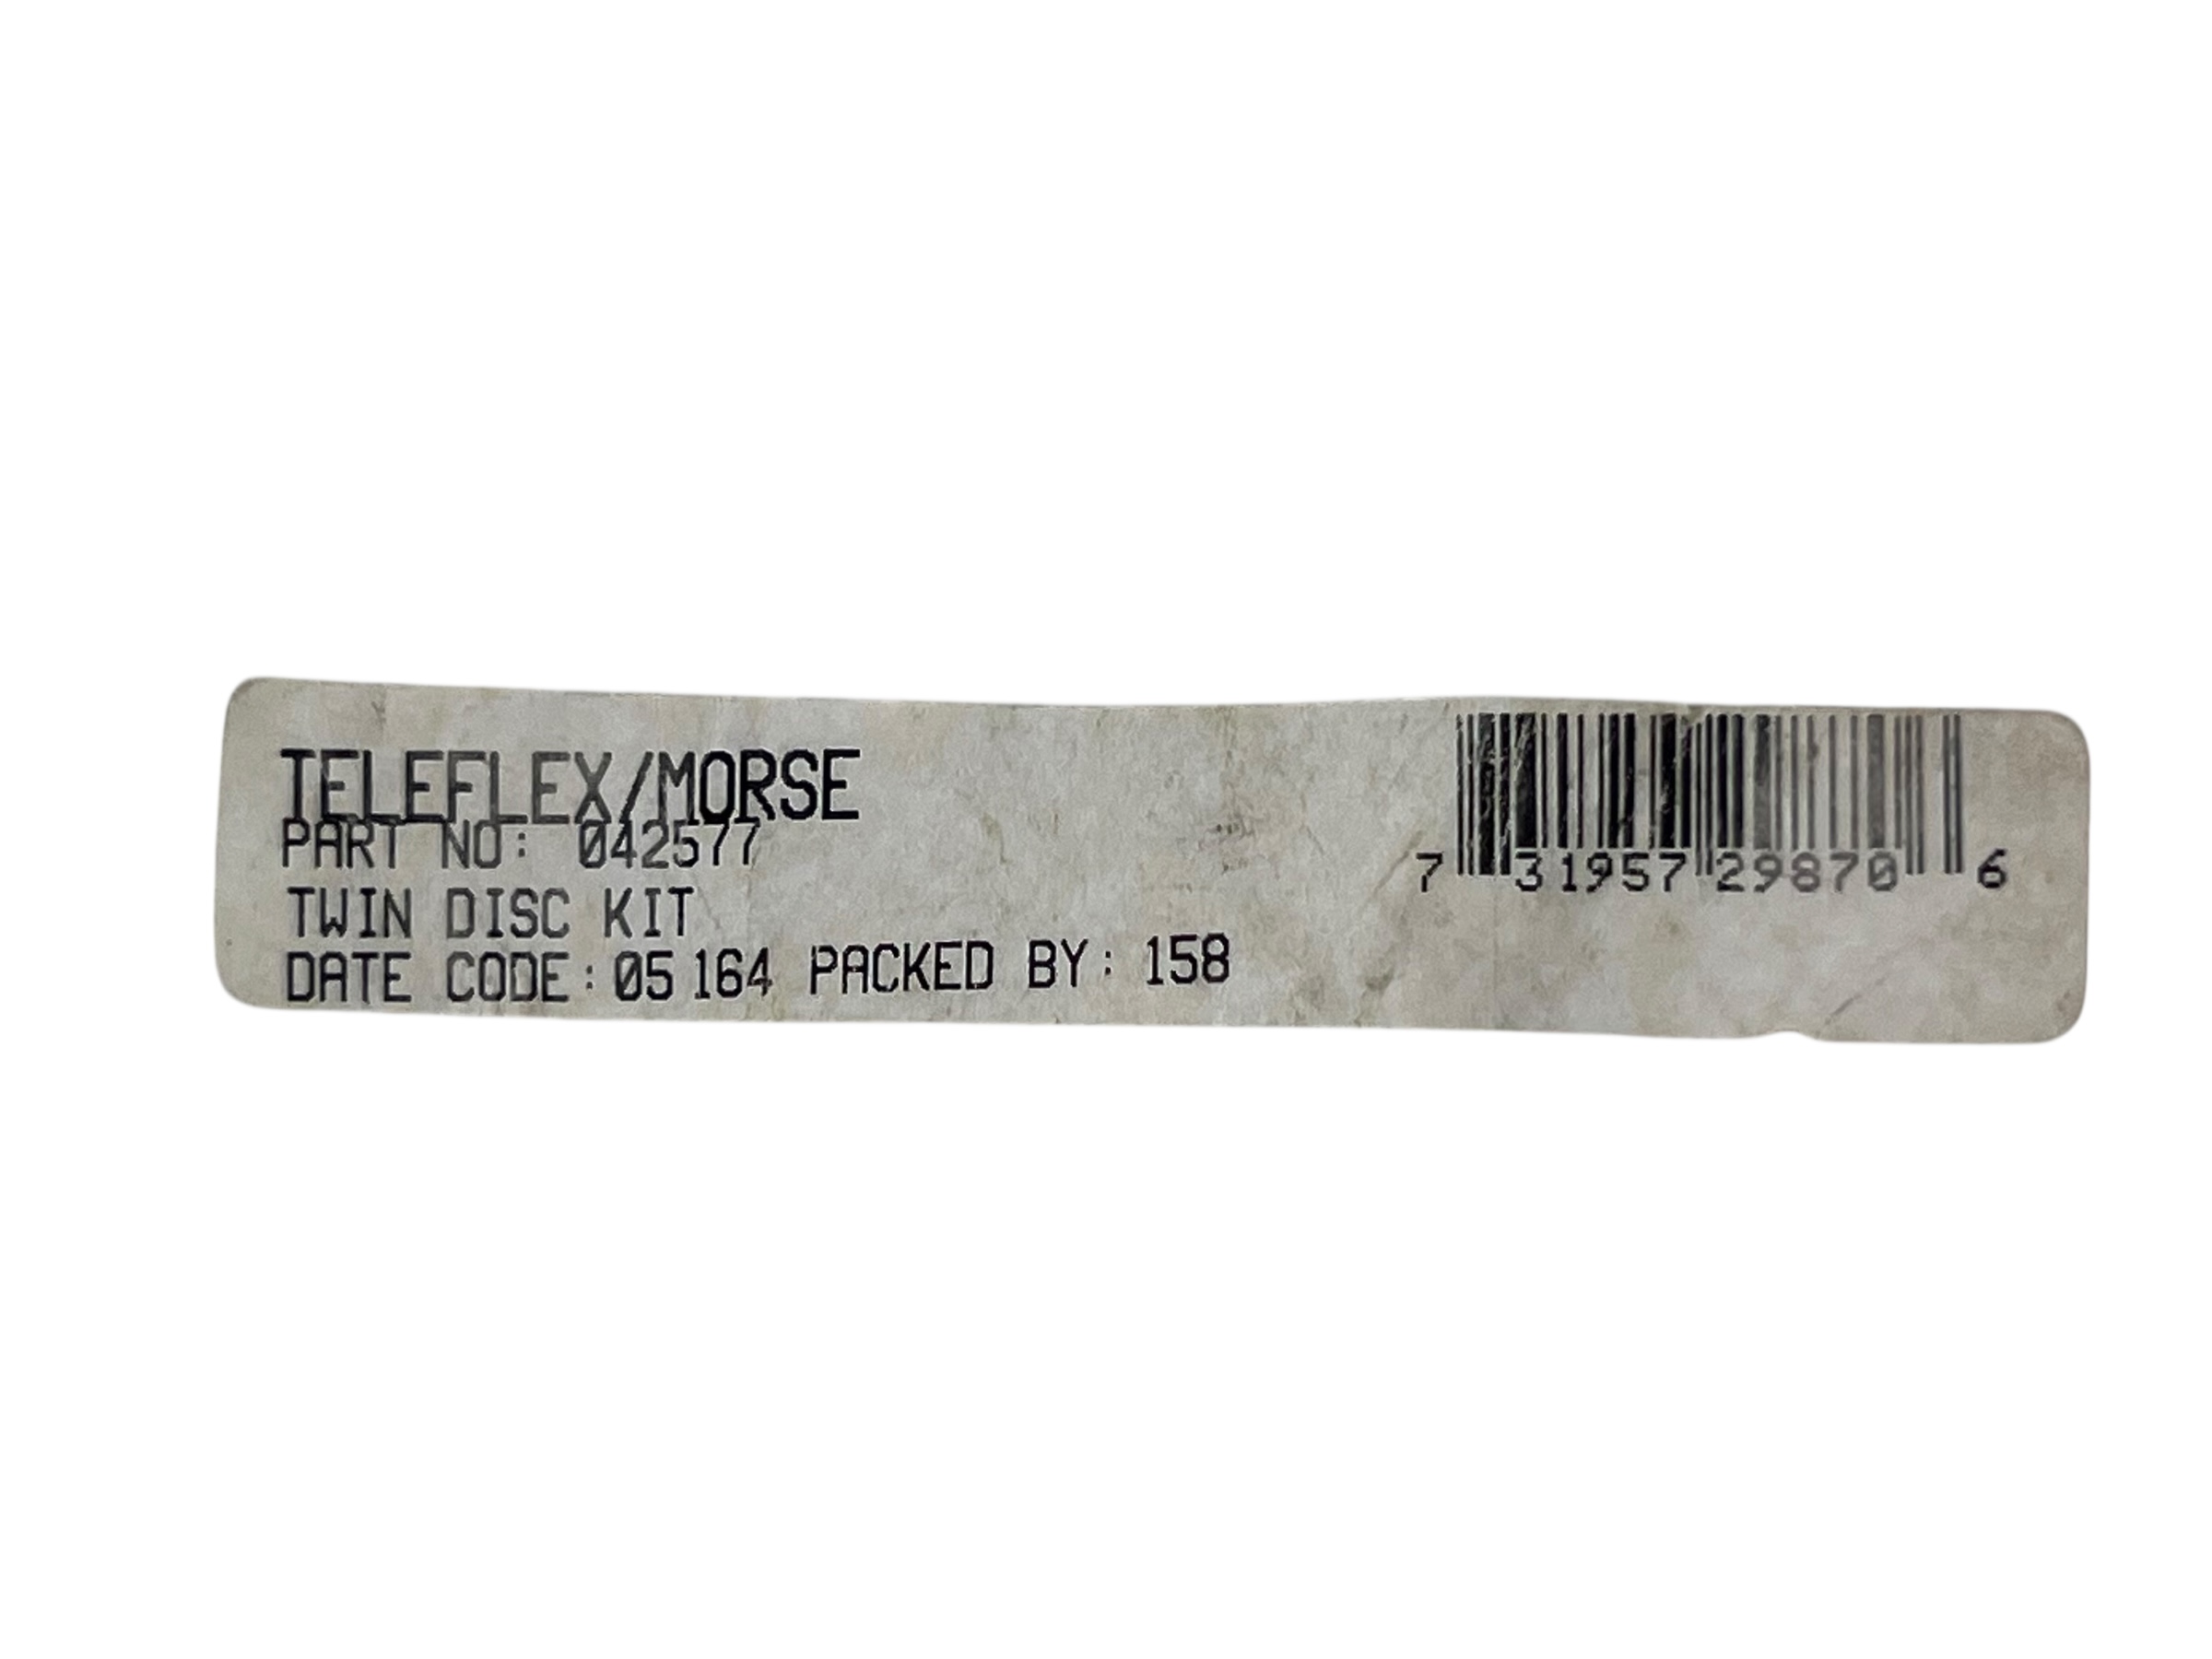 TELEFLEX/MORSE
PART NO: 042577
TWIN DISC KIT
DATE CODE: 05 164 PACKED BY: 158
7 31957 29870 6